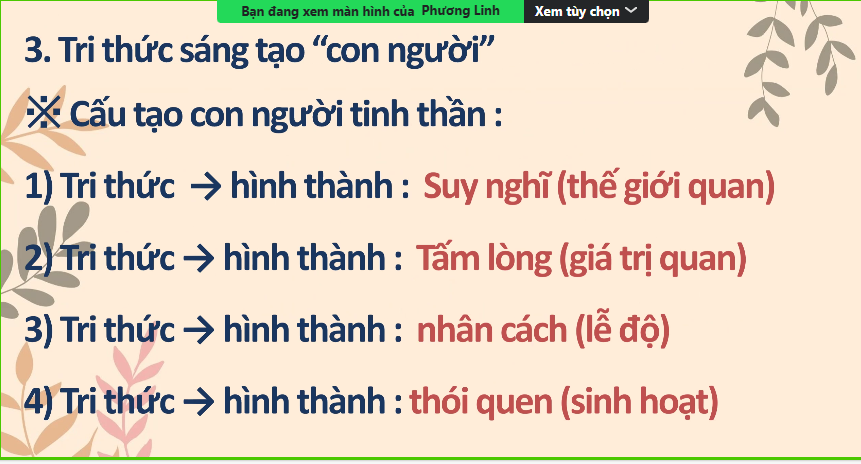 Bạn đang xem màn hình của Phương Linh Xem tùy chọn
3. Tri thức sáng tạo “con người”
※ Cấu tạo con người tinh thần :
1) Tri thức → hình thành : Suy nghĩ (thế giới quan)
2) Tri thức → hình thành : Tấm lòng (giá trị quan)
3) Tri thức → hình thành : nhân cách (lễ độ)
4) Tri thức → hình thành : thói quen (sinh hoạt)